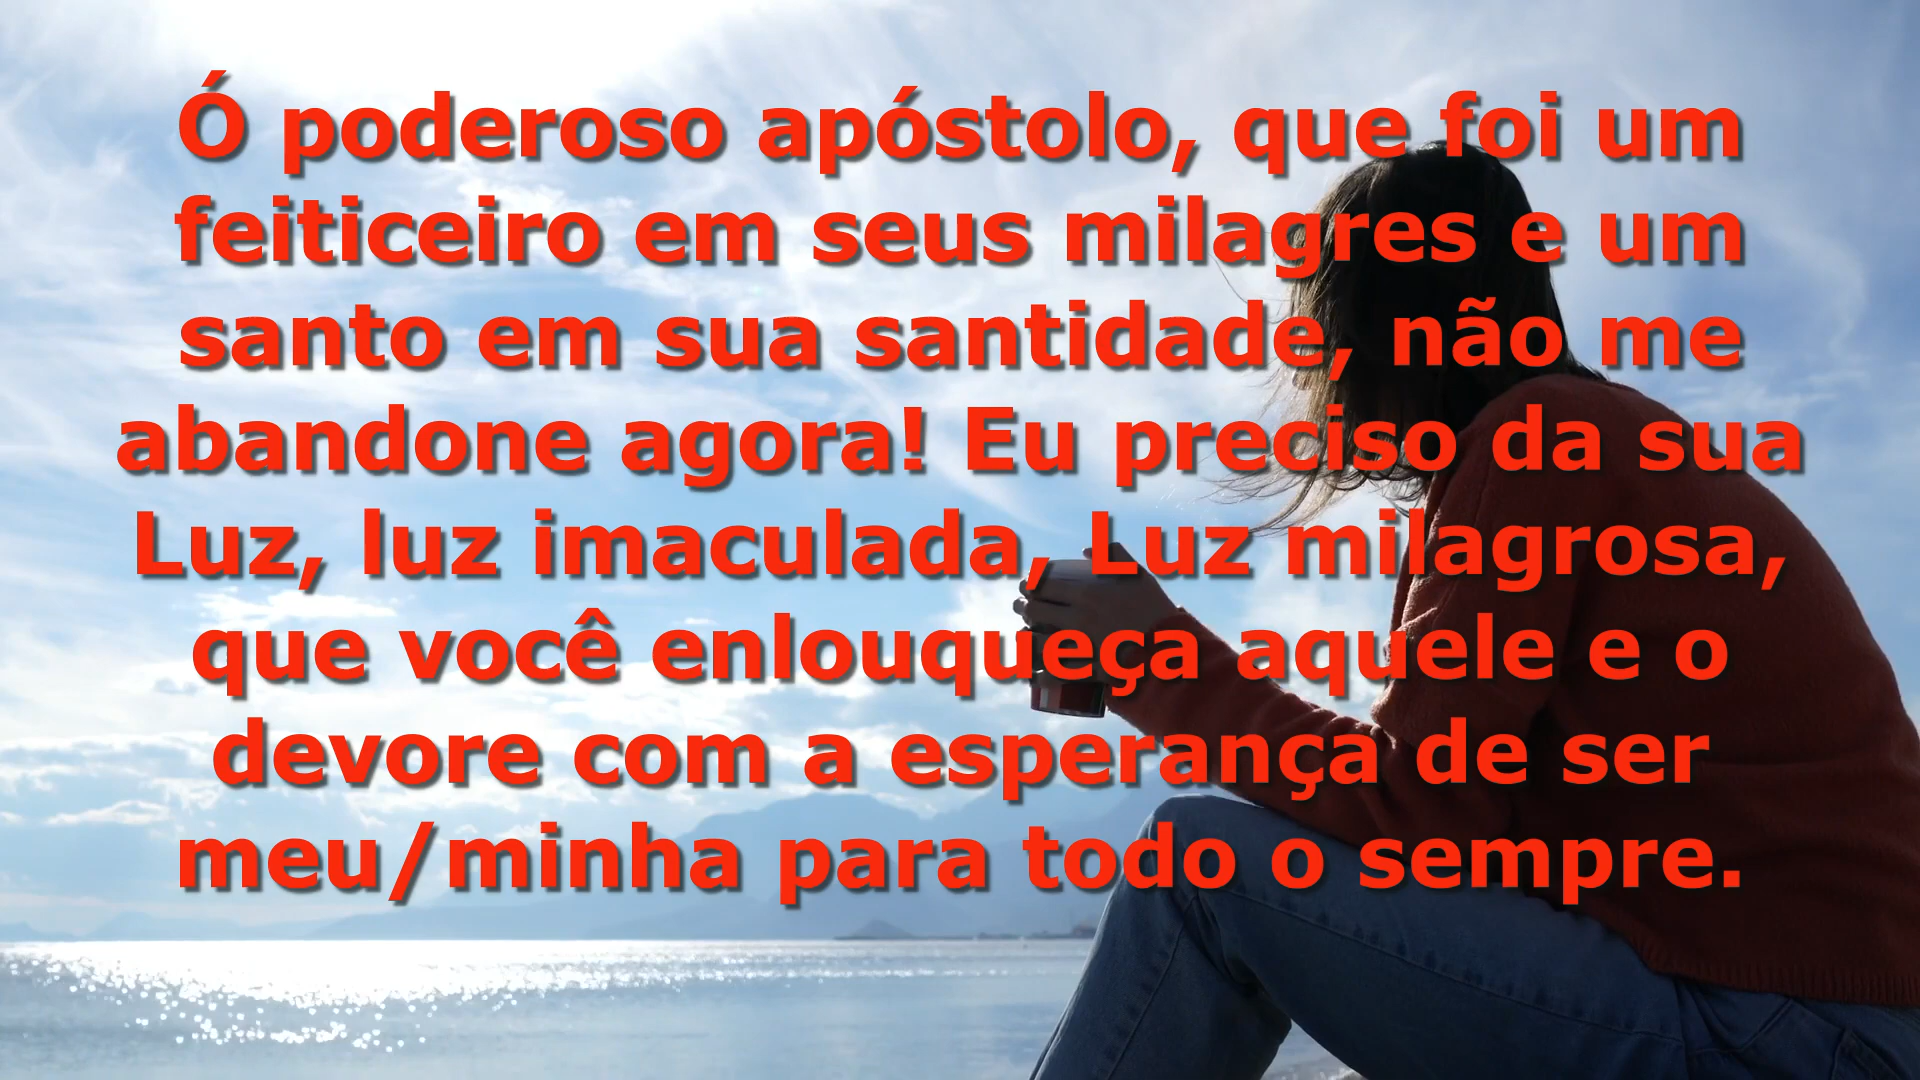 Ó poderoso apóstolo, que foi um
feiticeiro em seus milagres e um
santo em sua santidade, não me
abandone agora! Eu preciso da sua
Luz, luz imaculada, Luz milagrosa,
que você enlouqueça aquele e o
devore com a esperança de ser
meu/minha para todo o sempre.